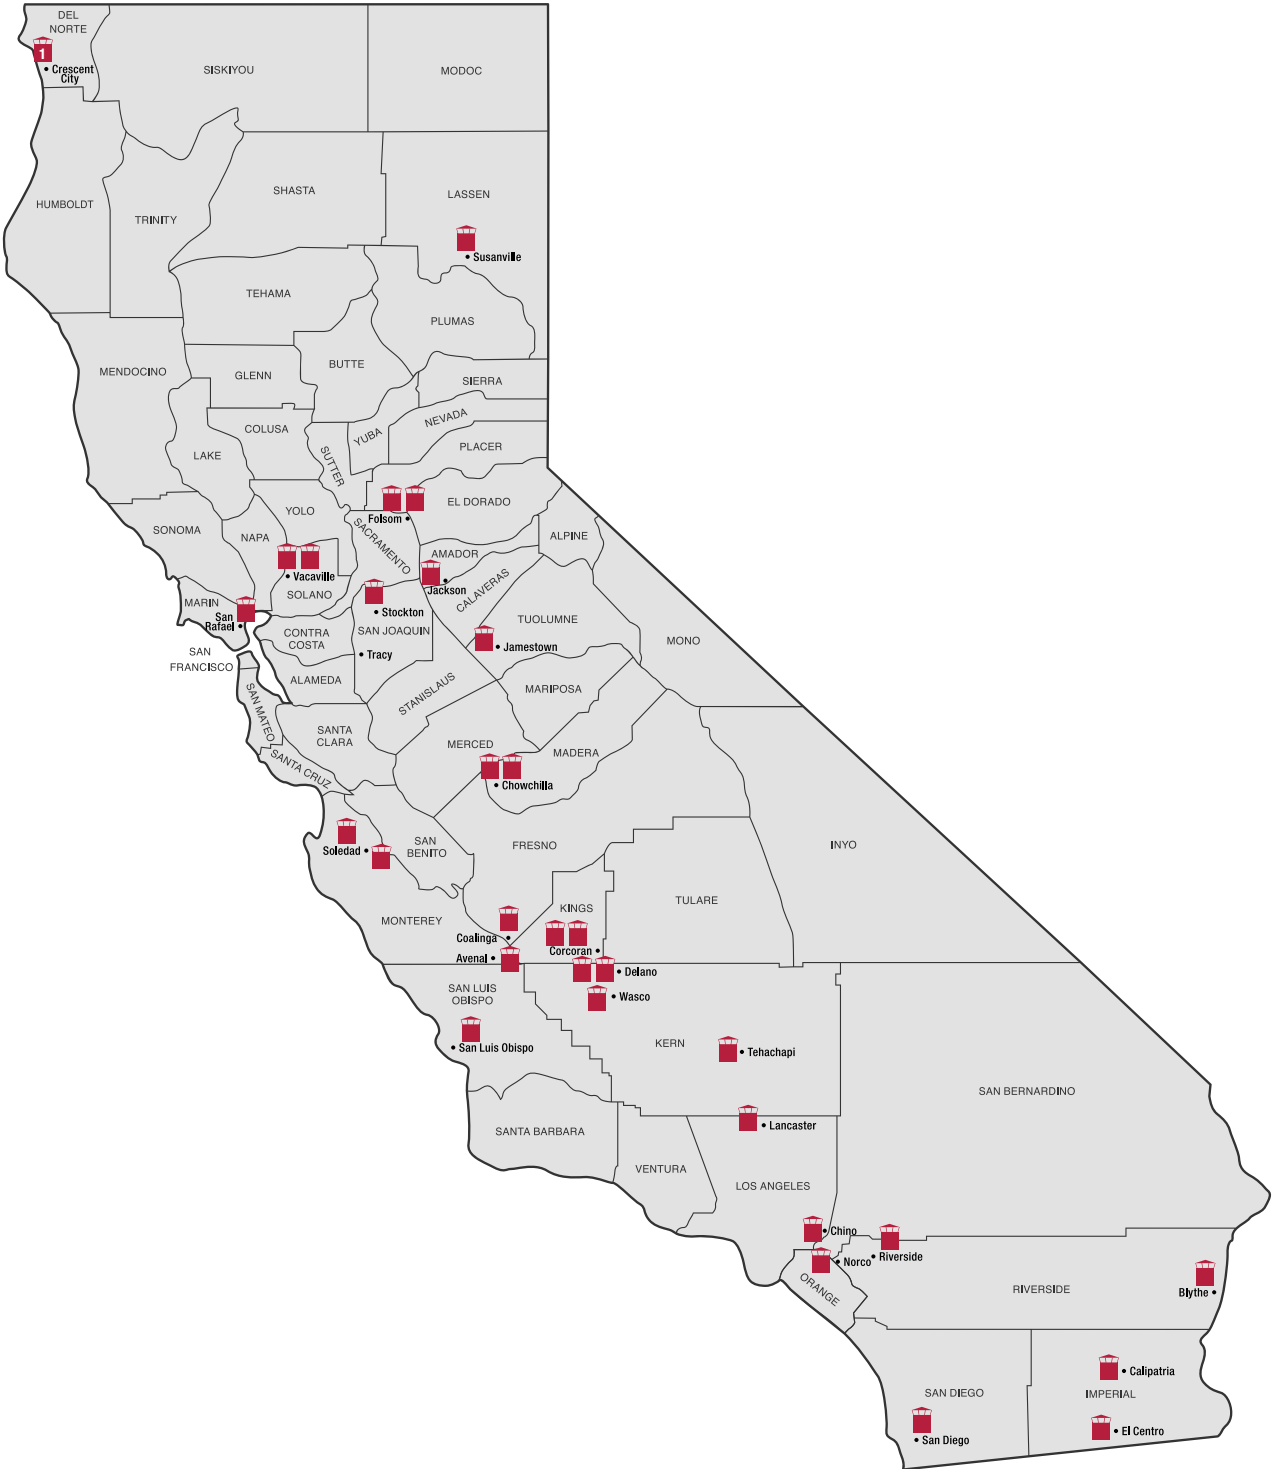 DEL
NORTE
1
Crescent
City
SISKIYOU
MODOC
HUMBOLDT
TRINITY
SHASTA
LASSEN
Susanville
TEHAMA
PLUMAS
MENDOCINO
GLENN
BUTTE
SIERRA
NEVADA
YUBA
COLUSA
SUTTER
PLACER
LAKE
EL DORADO
YOLO
Folsom
SONOMA
NAPA
SACRAMENTO
ALPINE
AMADOR
Vacaville
Jackson
CALAVERAS
SOLANO
MARIN
San
Rafael
Stockton
TUOLUMNE
CONTRA
COSTA
SAN JOAQUIN
MONO
Jamestown
SAN
FRANCISCO
Tracy
ALAMEDA
STANISLAUS
MARIPOSA
SAN MATEO
SANTA
CLARA
MERCED
MADERA
SANTA CRUZ
Chowchilla
SAN
BENITO
FRESNO
INYO
Soledad
TULARE
KINGS
MONTEREY
Coalinga
Corcoran
Avenal
Delano
SAN LUIS
OBISPO
Wasco
San Luis Obispo
KERN
Tehachapi
SAN BERNARDINO
Lancaster
SANTA BARBARA
VENTURA
LOS ANGELES
Chino
Riverside
Norco
ORANGE
RIVERSIDE
Blythe
Calipatria
SAN DIEGO
IMPERIAL
El Centro
San Diego